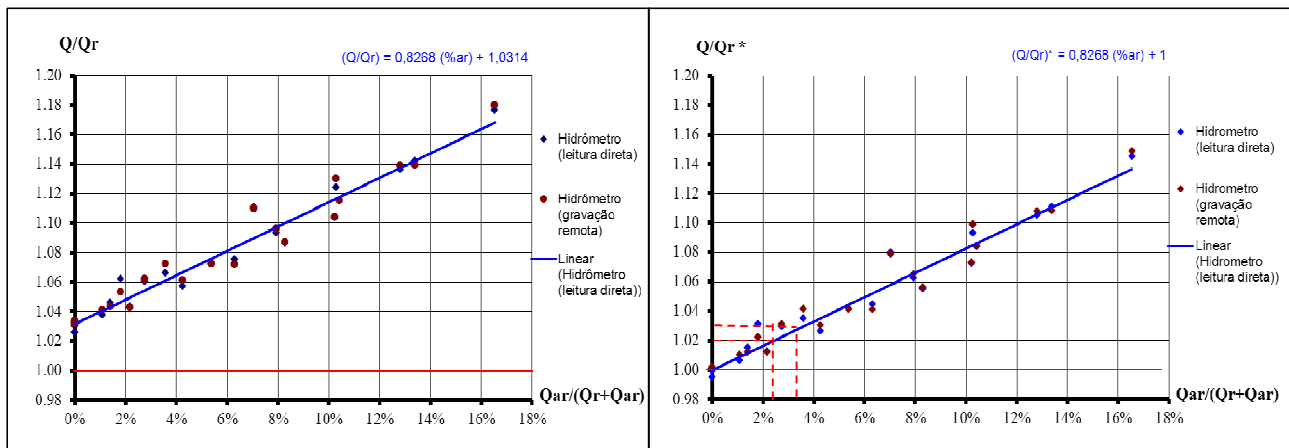 Q/Qr
(Q/Qr) = 0,8268 (%ar) + 1,0314
1.20
1.18
1.16
1.14
1.12
1.10
1.08
1.06
1.04
1.02
1.00
0.98
0% 2% 4% 6% 8% 10% 12% 14% 16% 18%
Qar/(Qr+Qar)
Hidrómetro
(leitura direta)
Hidrômetro
(gravação
remota)
Linear
(Hidrômetro
(leitura direta))
Q/Qr *
(Q/Qr)* = 0,8268 (%ar) + 1
1.20
1.18
1.16
1.14
1.12
1.10
1.08
1.06
1.04
1.02
1.00
0.98
0% 2% 4% 6% 8% 10% 12% 14% 16% 18%
Qar/(Qr+Qar)
Hidrometro
(leitura direta)
Hidrometro
(gravação
remota)
Linear
(Hidrometro
(leitura direta))